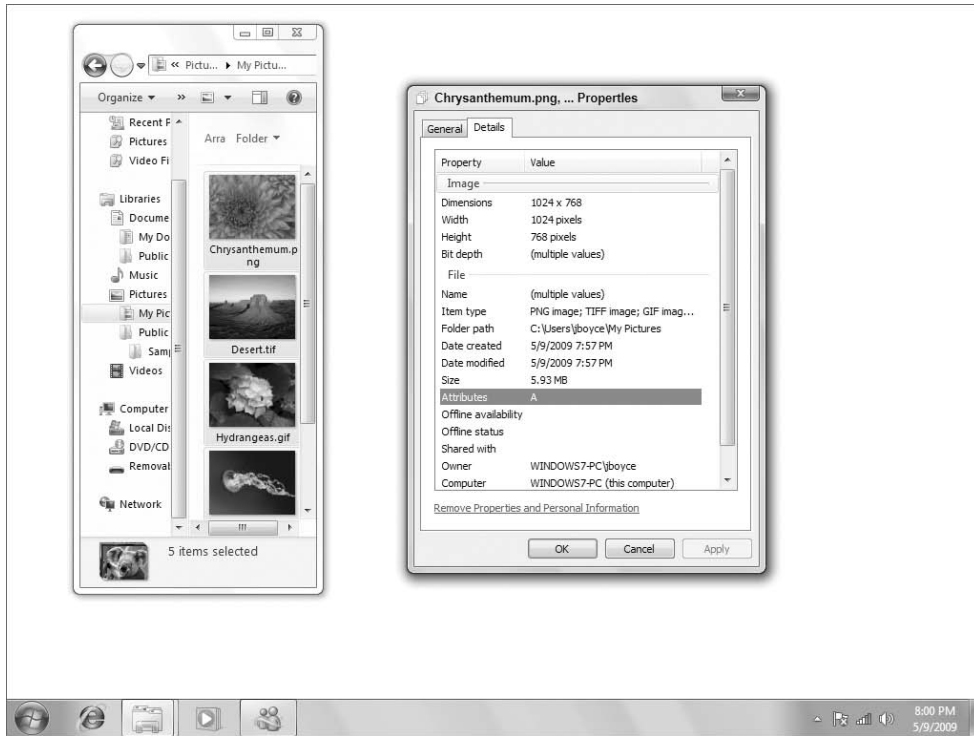 « Pictu... ▸ My Pictu...
Organize ▾ »
Recent P
Pictures
Video Fi
Libraries
Docume
My Do
Public
Music
Pictures
My Pic
Public
Samp
Videos
Computer
Local Dis
DVD/CD
Removal
Network
Arra Folder ▾
Chrysanthemum.p
ng
Desert.tif
Hydrangeas.gif
5 items selected
Chrysanthemum.png, ... Propertles
General Details
Property Value
Image
Dimensions 1024 x 768
Width 1024 pixels
Height 768 pixels
Bit depth (multiple values)
File
Name (multiple values)
Item type PNG image; TIFF image; GIF imag...
Folder path C:\Users\jboyce\My Pictures
Date created 5/9/2009 7:57 PM
Date modified 5/9/2009 7:57 PM
Size 5.93 MB
Attributes A
Offline availability
Offline status
Shared with
Owner WINDOWS7-PC\jboyce
Computer WINDOWS7-PC (this computer)
Remove Properties and Personal Information
OK Cancel Apply
8:00 PM
5/9/2009